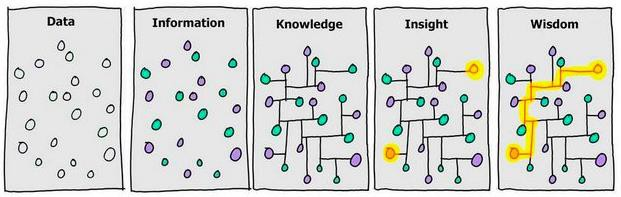 Data
Information
Knowledge
Insight
Wisdom